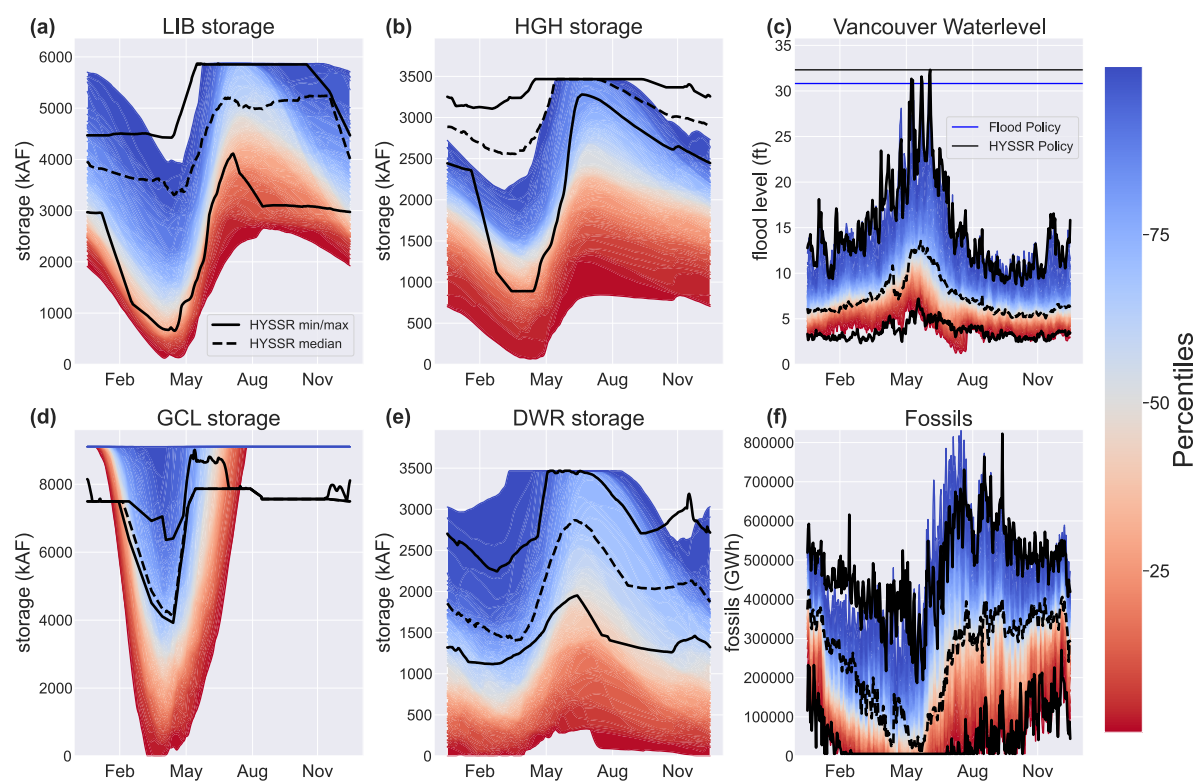 (a)
LIB storage
(b)
HGH storage
(c)
Vancouver Waterlevel
storage (kAF)
6000
5000
4000
3000
2000
1000
0
Feb
May
Aug
Nov
HYSSR min/max
HYSSR median
storage (kAF)
3500
3000
2500
2000
1500
1000
500
0
Feb
May
Aug
Nov
flood level (ft)
35
30
25
20
15
10
5
0
Feb
May
Aug
Nov
Flood Policy
HYSSR Policy
(d)
GCL storage
(e)
DWR storage
(f)
Fossils
storage (kAF)
8000
6000
4000
2000
0
Feb
May
Aug
Nov
storage (kAF)
3500
3000
2500
2000
1500
1000
500
0
Feb
May
Aug
Nov
fossils (GWh)
800000
700000
600000
500000
400000
300000
200000
100000
0
Feb
May
Aug
Nov
75
50
25
Percentiles